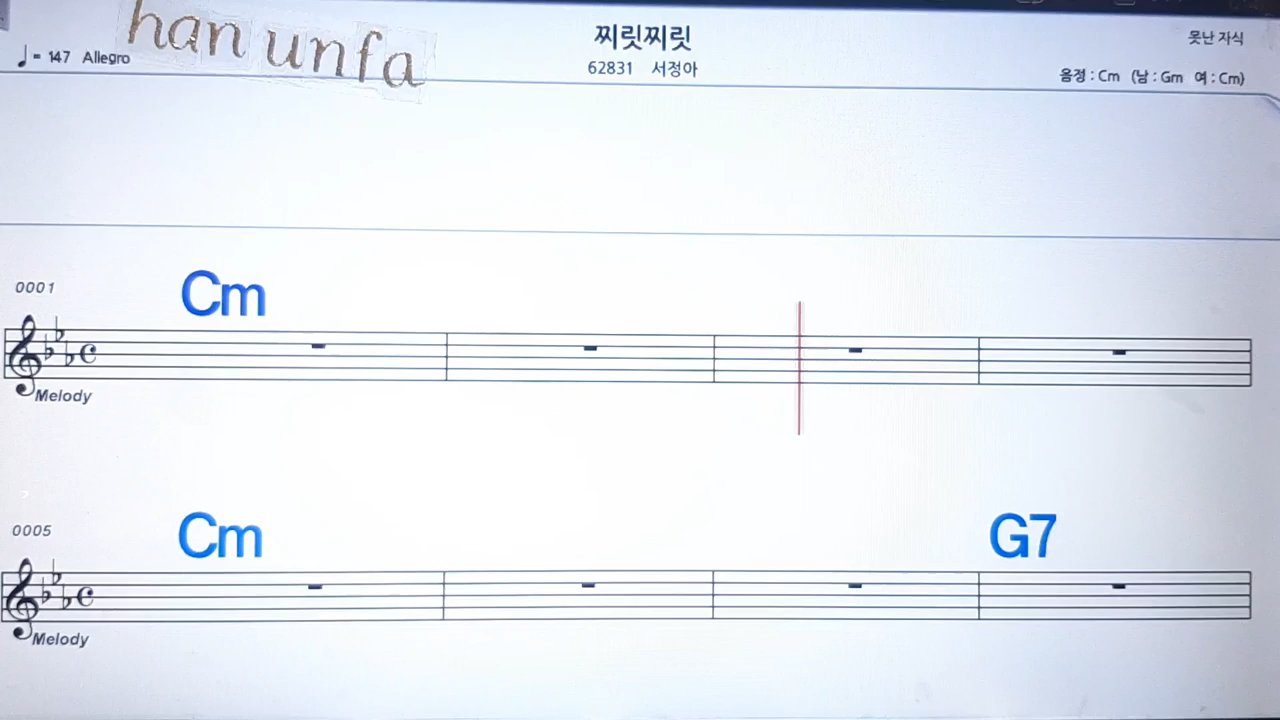 han unfa
찌릿찌릿
못난 자식
♩= 147 Allegro
62831 서정아
음정 : Cm (남 : Gm 여 : Cm)
0001
Cm
Melody
0005
Cm
G7
Melody